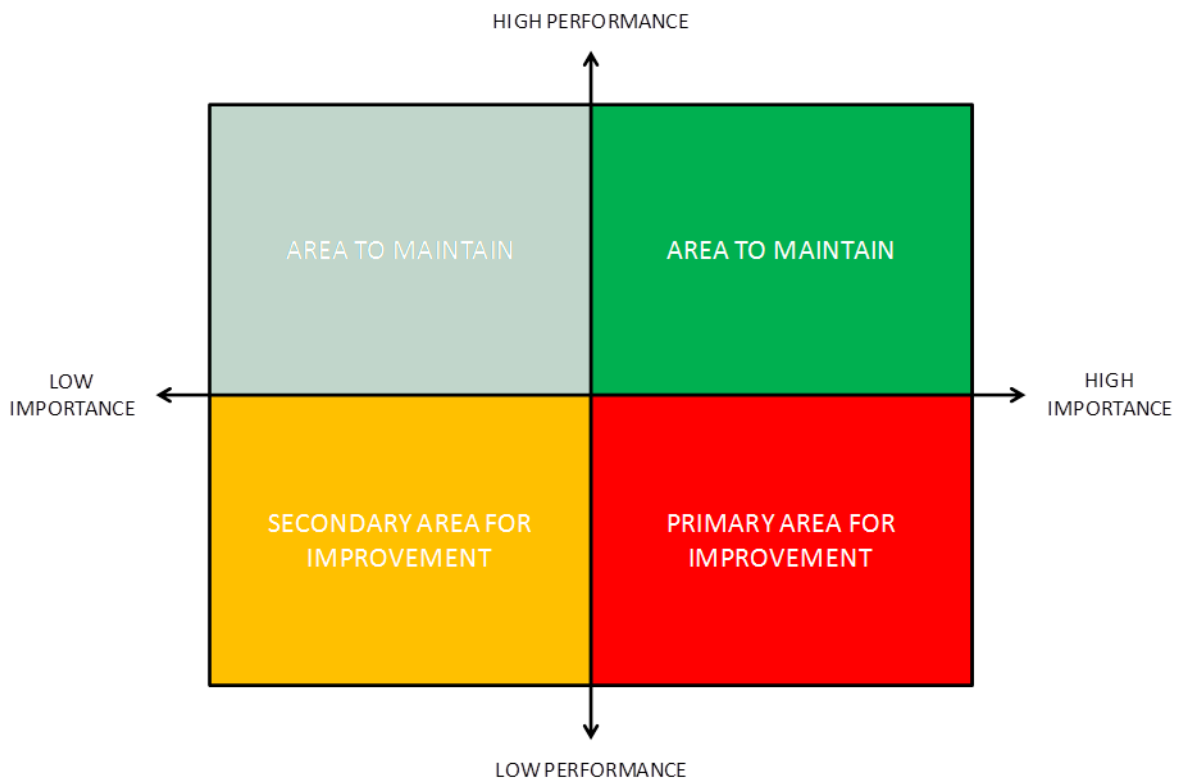 HIGH PERFORMANCE
AREA TO MAINTAIN
AREA TO MAINTAIN
LOW
IMPORTANCE
HIGH
IMPORTANCE
SECONDARY AREA FOR
IMPROVEMENT
PRIMARY AREA FOR
IMPROVEMENT
LOW PERFORMANCE